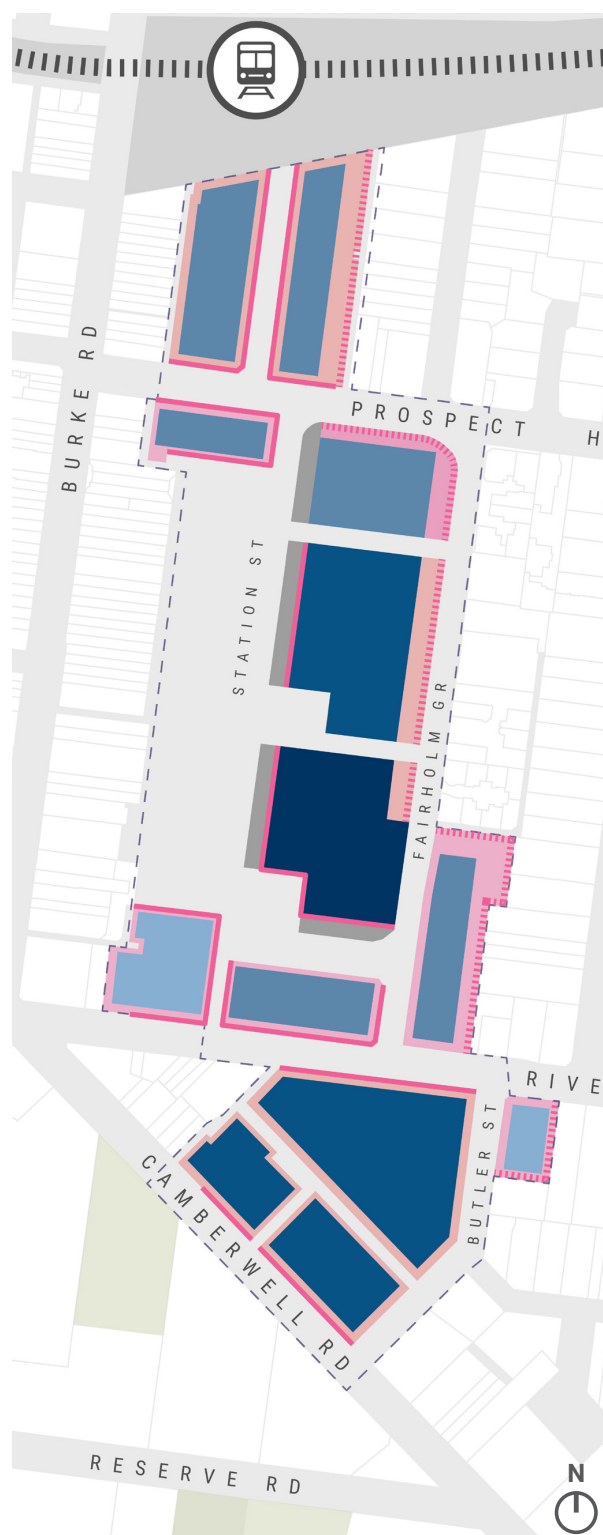 BURKE RD
PROSPECT H
STATION ST
FAIRHOLM GR
RIVE
BUTLER ST
CAMBERWELL RD
RESERVE RD
N